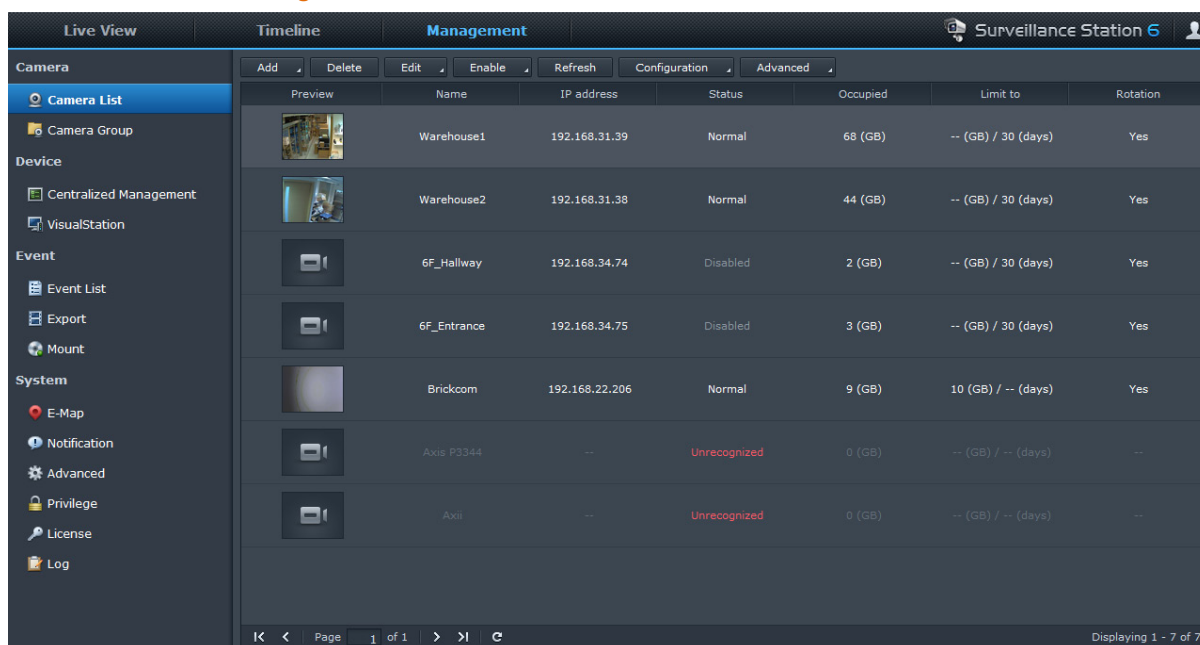 Live View Timeline Management Surveillance Station 6
Camera
Camera List
Camera Group
Device
Centralized Management
VisualStation
Event
Event List
Export
Mount
System
E-Map
Notification
Advanced
Privilege
License
Log
Add Delete Edit Enable Refresh Configuration Advanced
Preview Name IP address Status Occupied Limit to Rotation
Warehouse1 192.168.31.39 Normal 68 (GB) -- (GB) / 30 (days) Yes
Warehouse2 192.168.31.38 Normal 44 (GB) -- (GB) / 30 (days) Yes
6F_Hallway 192.168.34.74 Disabled 2 (GB) -- (GB) / 30 (days) Yes
6F_Entrance 192.168.34.75 Disabled 3 (GB) -- (GB) / 30 (days) Yes
Brickcom 192.168.22.206 Normal 9 (GB) 10 (GB) / -- (days) Yes
Axis P3344 -- Unrecognized 0 (GB) -- (GB) / -- (days) --
Axii -- Unrecognized 0 (GB) -- (GB) / -- (days) --
Page 1 of 1 Displaying 1 - 7 of 7